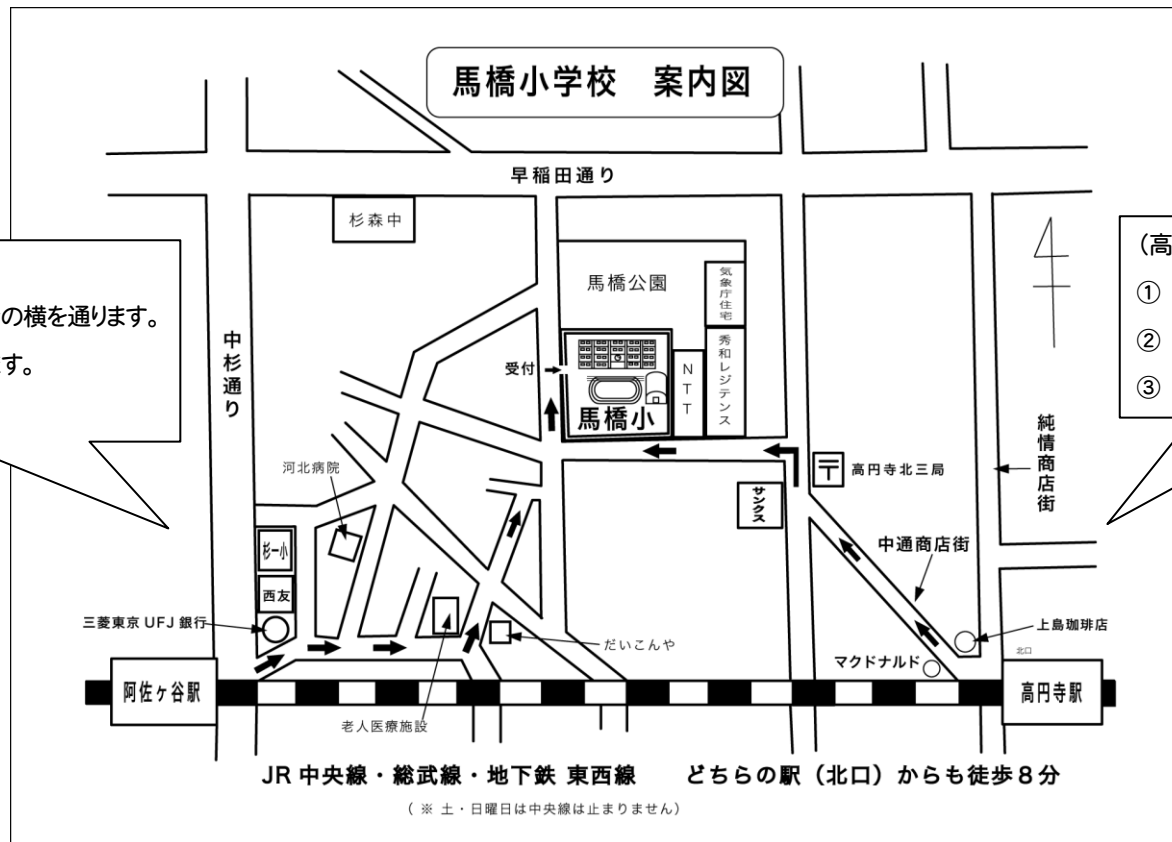 馬橋小学校 案内図
早稲田通り
杉森中
の横を通ります。
す。
中杉通り
馬橋公園
気象庁住宅
秀和レジテンス
NTT
受付
馬橋小
(高
①
②
③
純情商店街
河北病院
高円寺北三局
サンクス
中通商店街
杉一小
西友
三菱東京 UFJ 銀行
だいこんや
上島珈琲店
マクドナルド
北口
阿佐ヶ谷駅
高円寺駅
老人医療施設
JR 中央線・総武線・地下鉄 東西線 どちらの駅(北口)からも徒歩8分
( ※ 土・日曜日は中央線は止まりません)